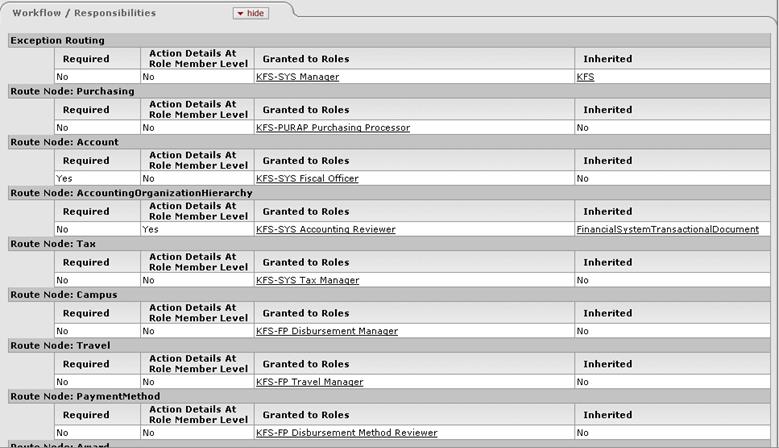 Workflow / Responsibilities hide
Exception Routing
Required Action Details At Role Member Level Granted to Roles Inherited
No No KFS-SYS Manager KFS
Route Node: Purchasing
Required Action Details At Role Member Level Granted to Roles Inherited
No No KFS-PURAP Purchasing Processor No
Route Node: Account
Required Action Details At Role Member Level Granted to Roles Inherited
Yes No KFS-SYS Fiscal Officer No
Route Node: AccountingOrganizationHierarchy
Required Action Details At Role Member Level Granted to Roles Inherited
No Yes KFS-SYS Accounting Reviewer FinancialSystemTransactionalDocument
Route Node: Tax
Required Action Details At Role Member Level Granted to Roles Inherited
No No KFS-SYS Tax Manager No
Route Node: Campus
Required Action Details At Role Member Level Granted to Roles Inherited
No No KFS-FP Disbursement Manager No
Route Node: Travel
Required Action Details At Role Member Level Granted to Roles Inherited
No No KFS-FP Travel Manager No
Route Node: PaymentMethod
Required Action Details At Role Member Level Granted to Roles Inherited
No No KFS-FP Disbursement Method Reviewer No
Route Node: Award